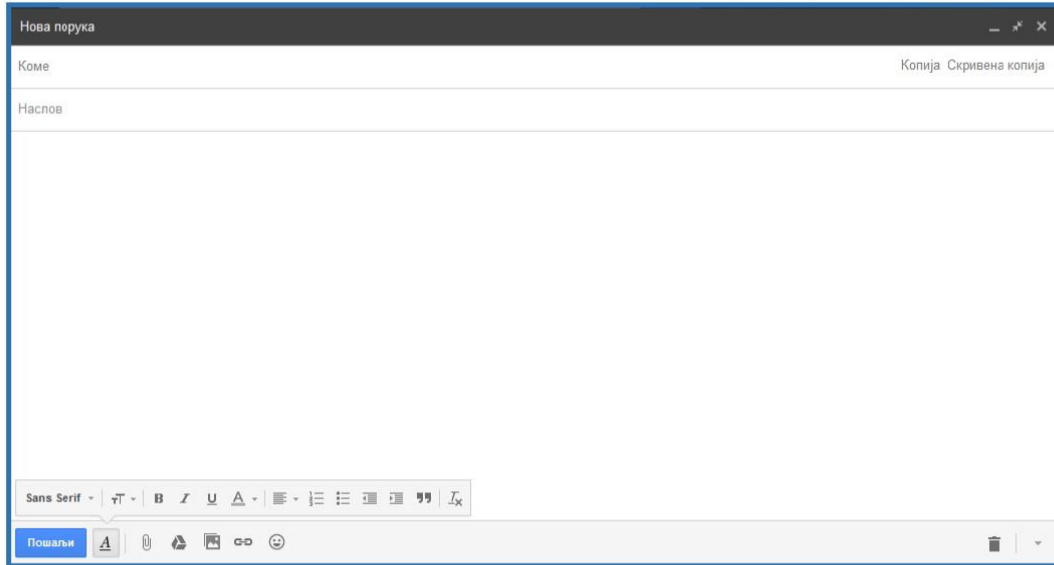 Нова порука
Коме Копија Скривена копија
Наслов
Sans Serif
Пошаљи